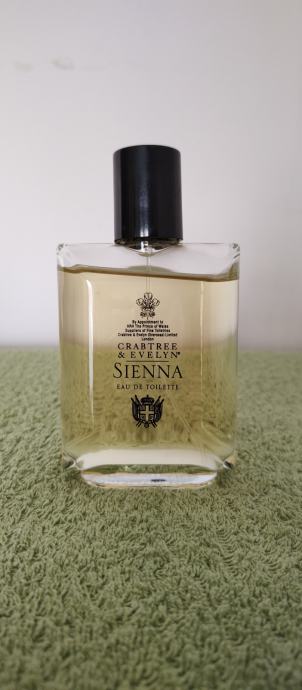 By Appointment to
HRH The Prince of Wales
Suppliers of Fine Toiletries
Crabtree & Evelyn Overseas Limited
London
CRABTREE
& EVELYN®
SIENNA
EAU DE TOILETTE